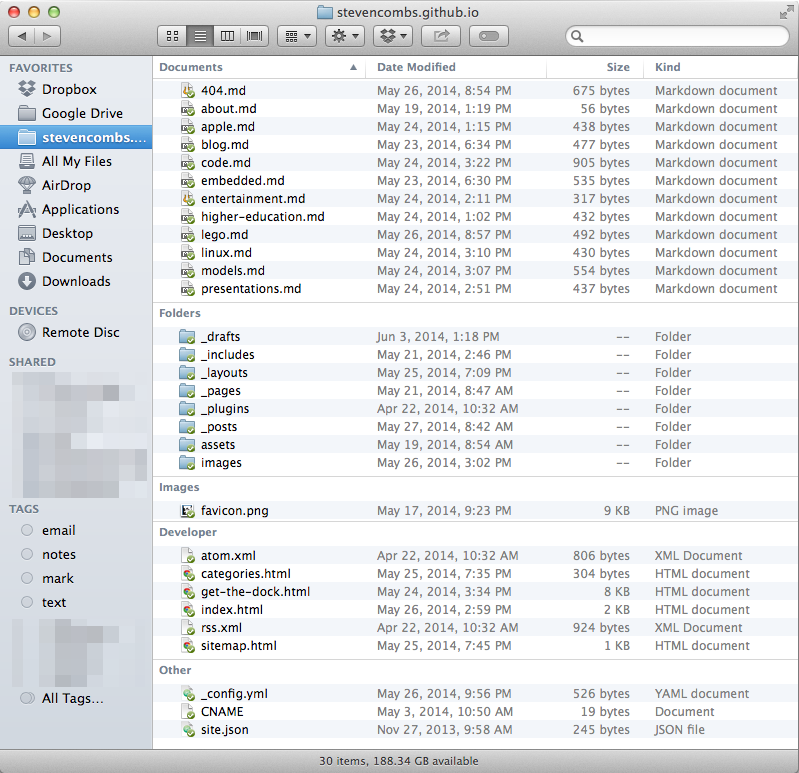 stevencombs.github.io
FAVORITES
Dropbox
Google Drive
stevencombs....
All My Files
AirDrop
Applications
Desktop
Documents
Downloads
DEVICES
Remote Disc
SHARED
TAGS
email
notes
mark
text
All Tags...
Documents Date Modified Size Kind
404.md May 26, 2014, 8:54 PM 675 bytes Markdown document
about.md May 19, 2014, 1:19 PM 56 bytes Markdown document
apple.md May 24, 2014, 1:15 PM 438 bytes Markdown document
blog.md May 23, 2014, 6:34 PM 477 bytes Markdown document
code.md May 24, 2014, 3:22 PM 905 bytes Markdown document
embedded.md May 23, 2014, 6:30 PM 535 bytes Markdown document
entertainment.md May 24, 2014, 2:11 PM 317 bytes Markdown document
higher-education.md May 24, 2014, 1:02 PM 432 bytes Markdown document
lego.md May 26, 2014, 8:57 PM 492 bytes Markdown document
linux.md May 24, 2014, 3:10 PM 430 bytes Markdown document
models.md May 24, 2014, 3:07 PM 554 bytes Markdown document
presentations.md May 24, 2014, 2:51 PM 437 bytes Markdown document
Folders
_drafts Jun 3, 2014, 1:18 PM -- Folder
_includes May 21, 2014, 2:46 PM -- Folder
_layouts May 25, 2014, 7:09 PM -- Folder
_pages May 21, 2014, 8:47 AM -- Folder
_plugins Apr 22, 2014, 10:32 AM -- Folder
_posts May 27, 2014, 8:42 AM -- Folder
assets May 19, 2014, 8:54 AM -- Folder
images May 26, 2014, 3:02 PM -- Folder
Images
favicon.png May 17, 2014, 9:23 PM 9 KB PNG image
Developer
atom.xml Apr 22, 2014, 10:32 AM 806 bytes XML Document
categories.html May 25, 2014, 7:35 PM 304 bytes HTML document
get-the-dock.html May 24, 2014, 3:34 PM 8 KB HTML document
index.html May 26, 2014, 2:59 PM 2 KB HTML document
rss.xml Apr 22, 2014, 10:32 AM 924 bytes XML Document
sitemap.html May 25, 2014, 7:45 PM 1 KB HTML document
Other
_config.yml May 26, 2014, 9:56 PM 526 bytes YAML document
CNAME May 3, 2014, 10:50 AM 19 bytes Document
site.json Nov 27, 2013, 9:58 AM 245 bytes JSON file
30 items, 188.34 GB available